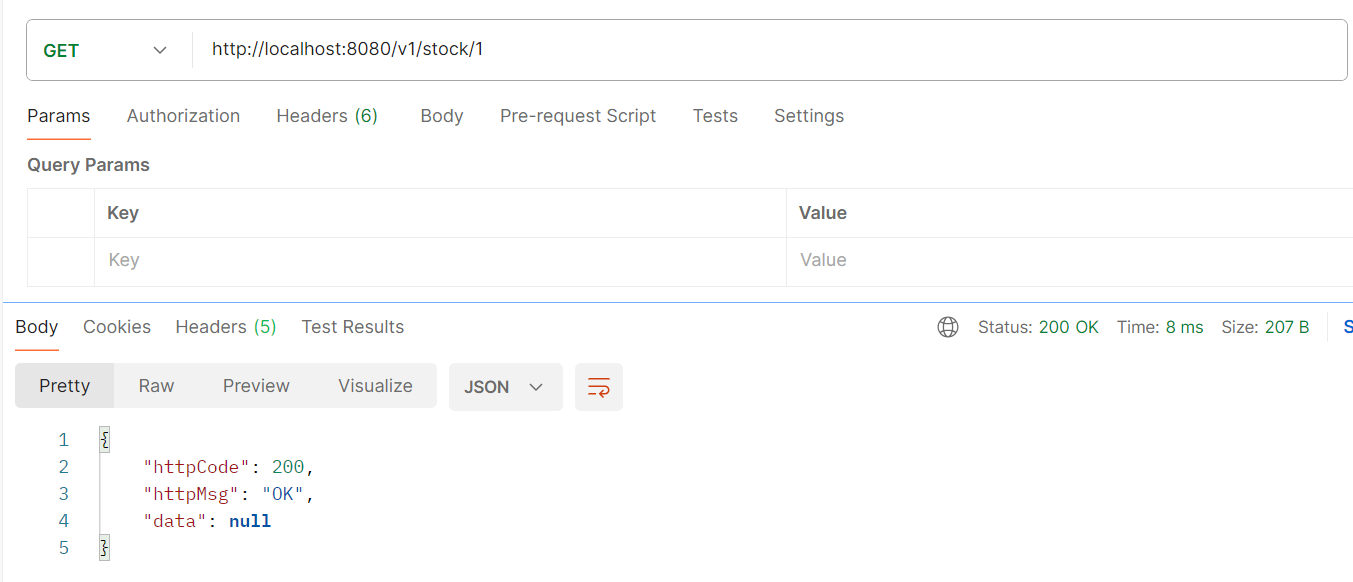 GET http://localhost:8080/v1/stock/1
Params Authorization Headers (6) Body Pre-request Script Tests Settings
Query Params
Key Value
Key Value
Body Cookies Headers (5) Test Results Status: 200 OK Time: 8 ms Size: 207 B S
Pretty Raw Preview Visualize JSON
1 {
2 "httpCode": 200,
3 "httpMsg": "OK",
4 "data": null
5 }